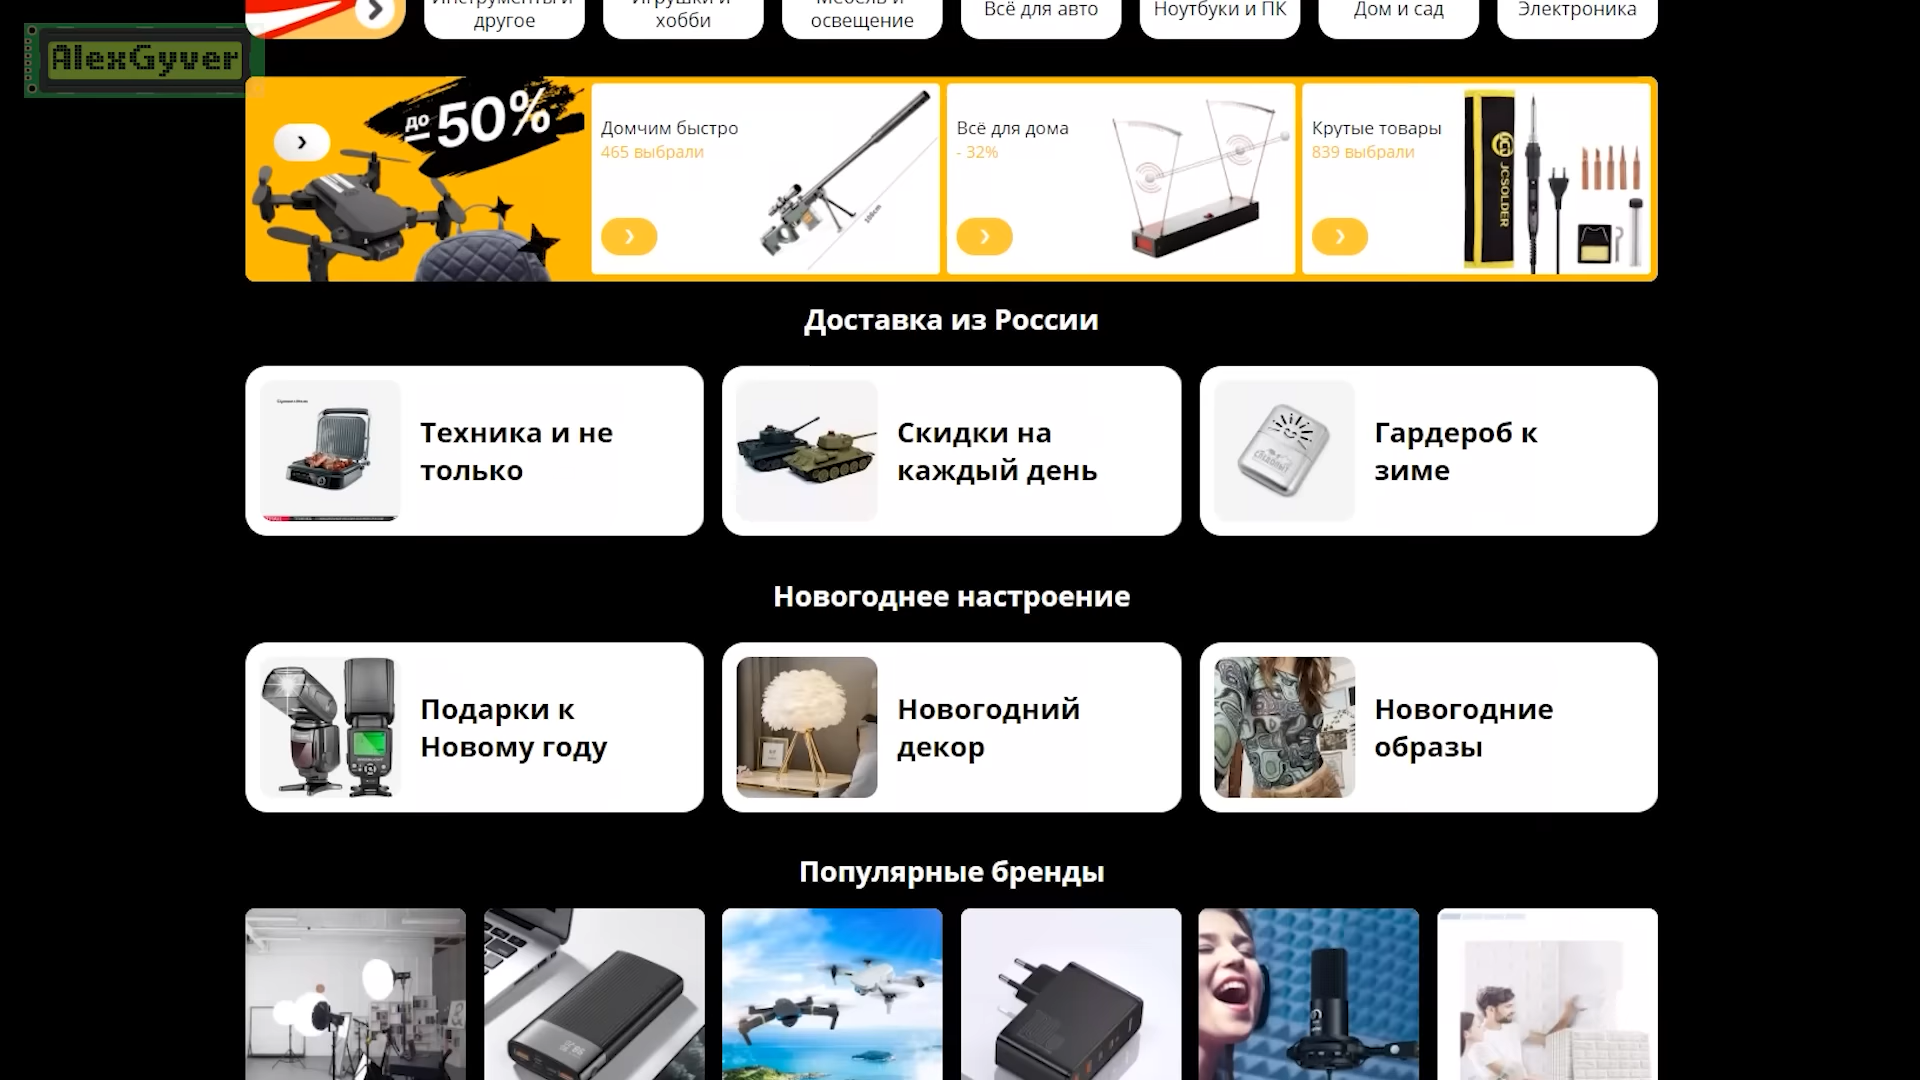 Инструменты и
другое
Игрушки и
хобби
Мебель и
освещение
Всё для авто
Ноутбуки и ПК
Дом и сад
Электроника
AlexGyver
до
-50%
Домчим быстро
465 выбрали
100cm
Всё для дома
- 32%
Крутые товары
839 выбрали
JCSOLDER
Доставка из России
Техника и не
только
Скидки на
каждый день
Гардероб к
зиме
Новогоднее настроение
Подарки к
Новому году
Новогодний
декор
Новогодние
образы
Популярные бренды